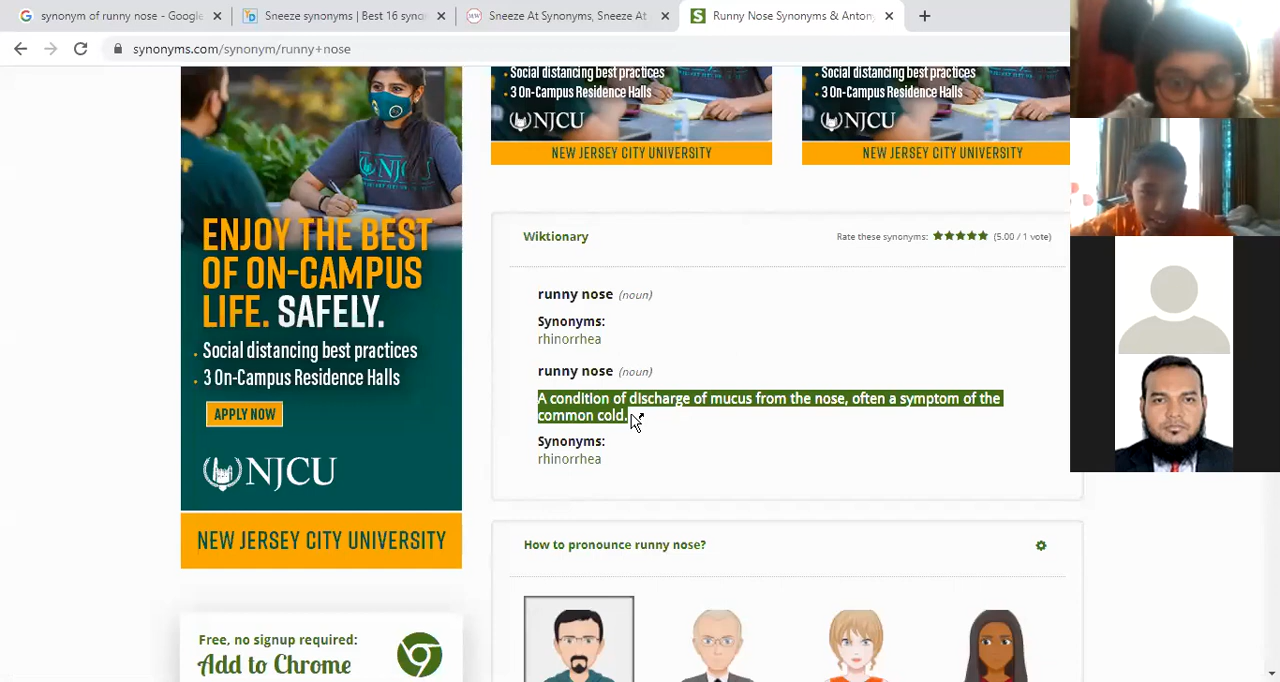 synonym of runny nose - Google
Sneeze synonyms | Best 16 syno
Sneeze At Synonyms, Sneeze At
Runny Nose Synonyms & Anton
synonyms.com/synonym/runny+nose
NJCU
ENJOY THE BEST
OF ON-CAMPUS
LIFE. SAFELY.
• Social distancing best practices
• 3 On-Campus Residence Halls
APPLY NOW
NJCU
NEW JERSEY CITY UNIVERSITY
Free, no signup required:
Add to Chrome
Social distancing best practices
• 3 On-Campus Residence Halls
NJCU
NEW JERSEY CITY UNIVERSITY
Social distancing best practices
• 3 On-Campus Residence Halls
NJCU
NEW JERSEY CITY UNIVERSITY
Wiktionary
Rate these synonyms: ★★★★★ (5.00 / 1 vote)
runny nose (noun)
Synonyms:
rhinorrhea
runny nose (noun)
A condition of discharge of mucus from the nose, often a symptom of the
common cold.
Synonyms:
rhinorrhea
How to pronounce runny nose?